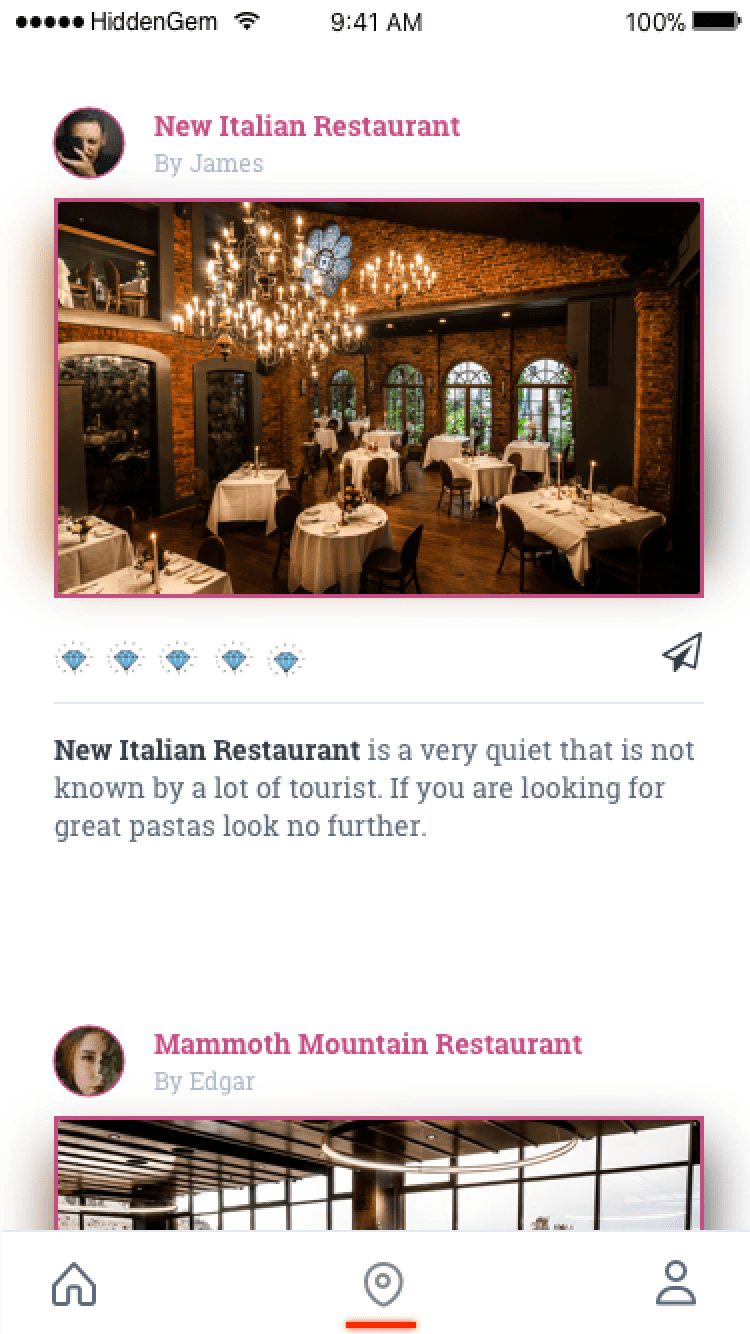 HiddenGem 9:41 AM 100%
New Italian Restaurant
By James
New Italian Restaurant is a very quiet that is not
known by a lot of tourist. If you are looking for
great pastas look no further.
Mammoth Mountain Restaurant
By Edgar